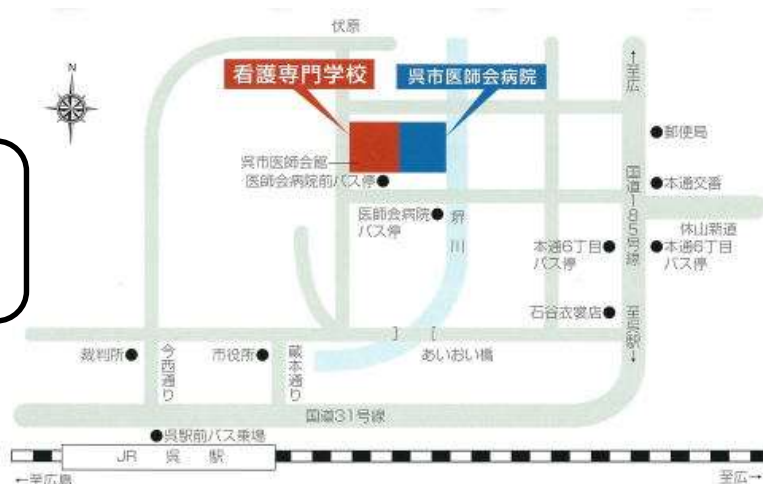 伏原
N
看護専門学校
呉市医師会病院
←至広
郵便局
呉市医師会館
医師会病院前バス停
国道185号線
本通交番
医師会病院
バス停
堺川
休山新道
本通6丁目
バス停
本通6丁目
バス停
石谷衣裳店
至呉駅→
裁判所
今西通り
市役所
蔵本通り
あいおい橋
国道31号線
呉駅前バス乗場
JR 呉 駅
←至広島
至広→